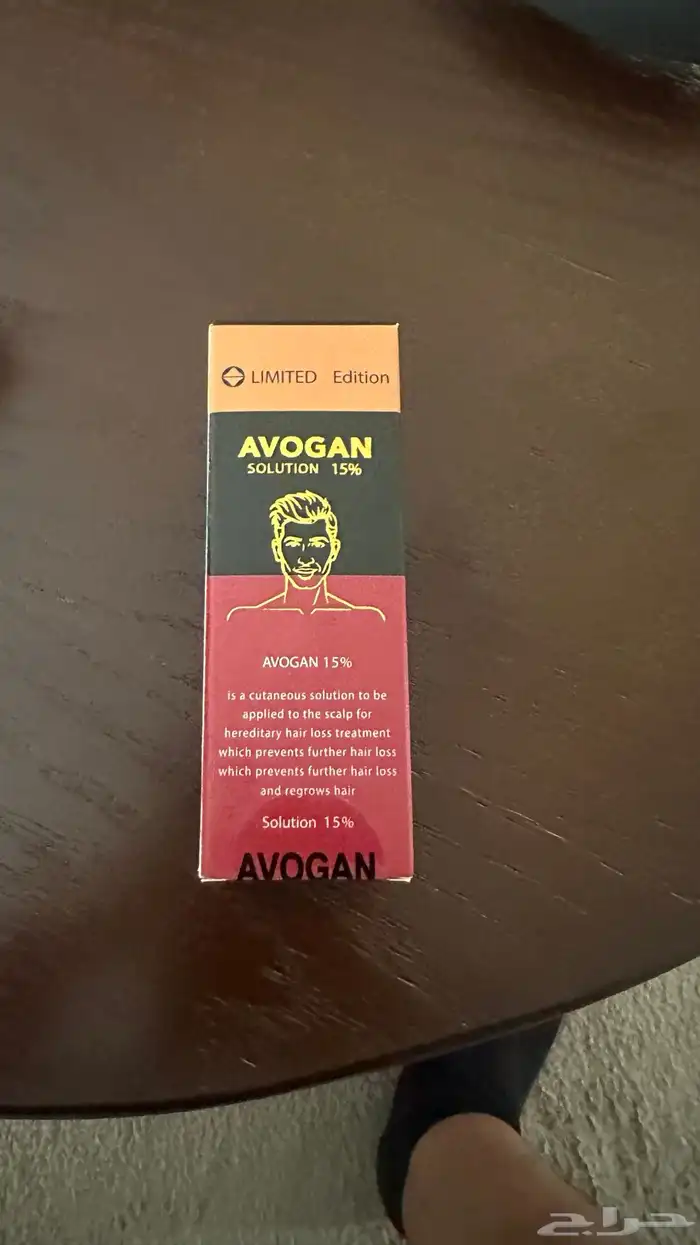 LIMITED Edition
AVOGAN
SOLUTION 15%
AVOGAN 15%
is a cutaneous solution to be
applied to the scalp for
hereditary hair loss treatment
which prevents further hair loss
which prevents further hair loss
and regrows hair
Solution 15%
AVOGAN
حراج